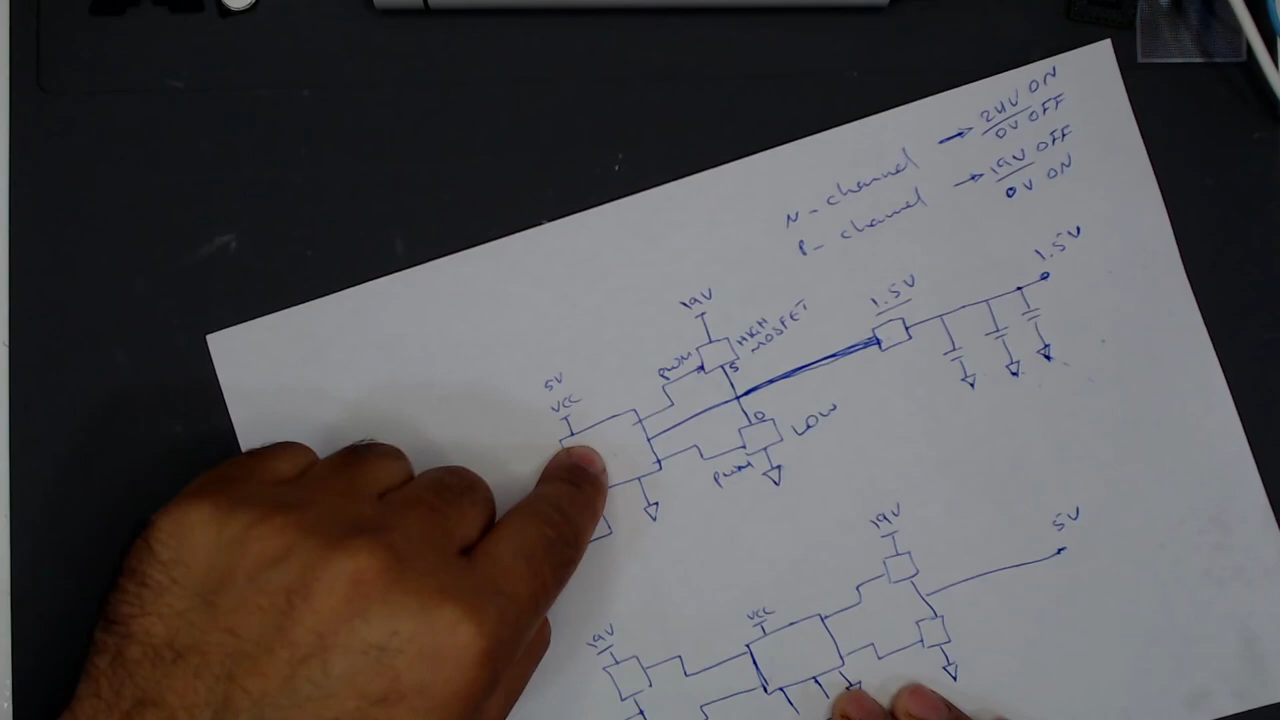 N-channel → 24V ON
0V OFF
P-channel → 19V OFF
0V ON
1.5V
1.5V
19V
HIGH
MOSFET
PWM
S
5V
VCC
D
LOW
PWM
19V
5V
VCC
19V